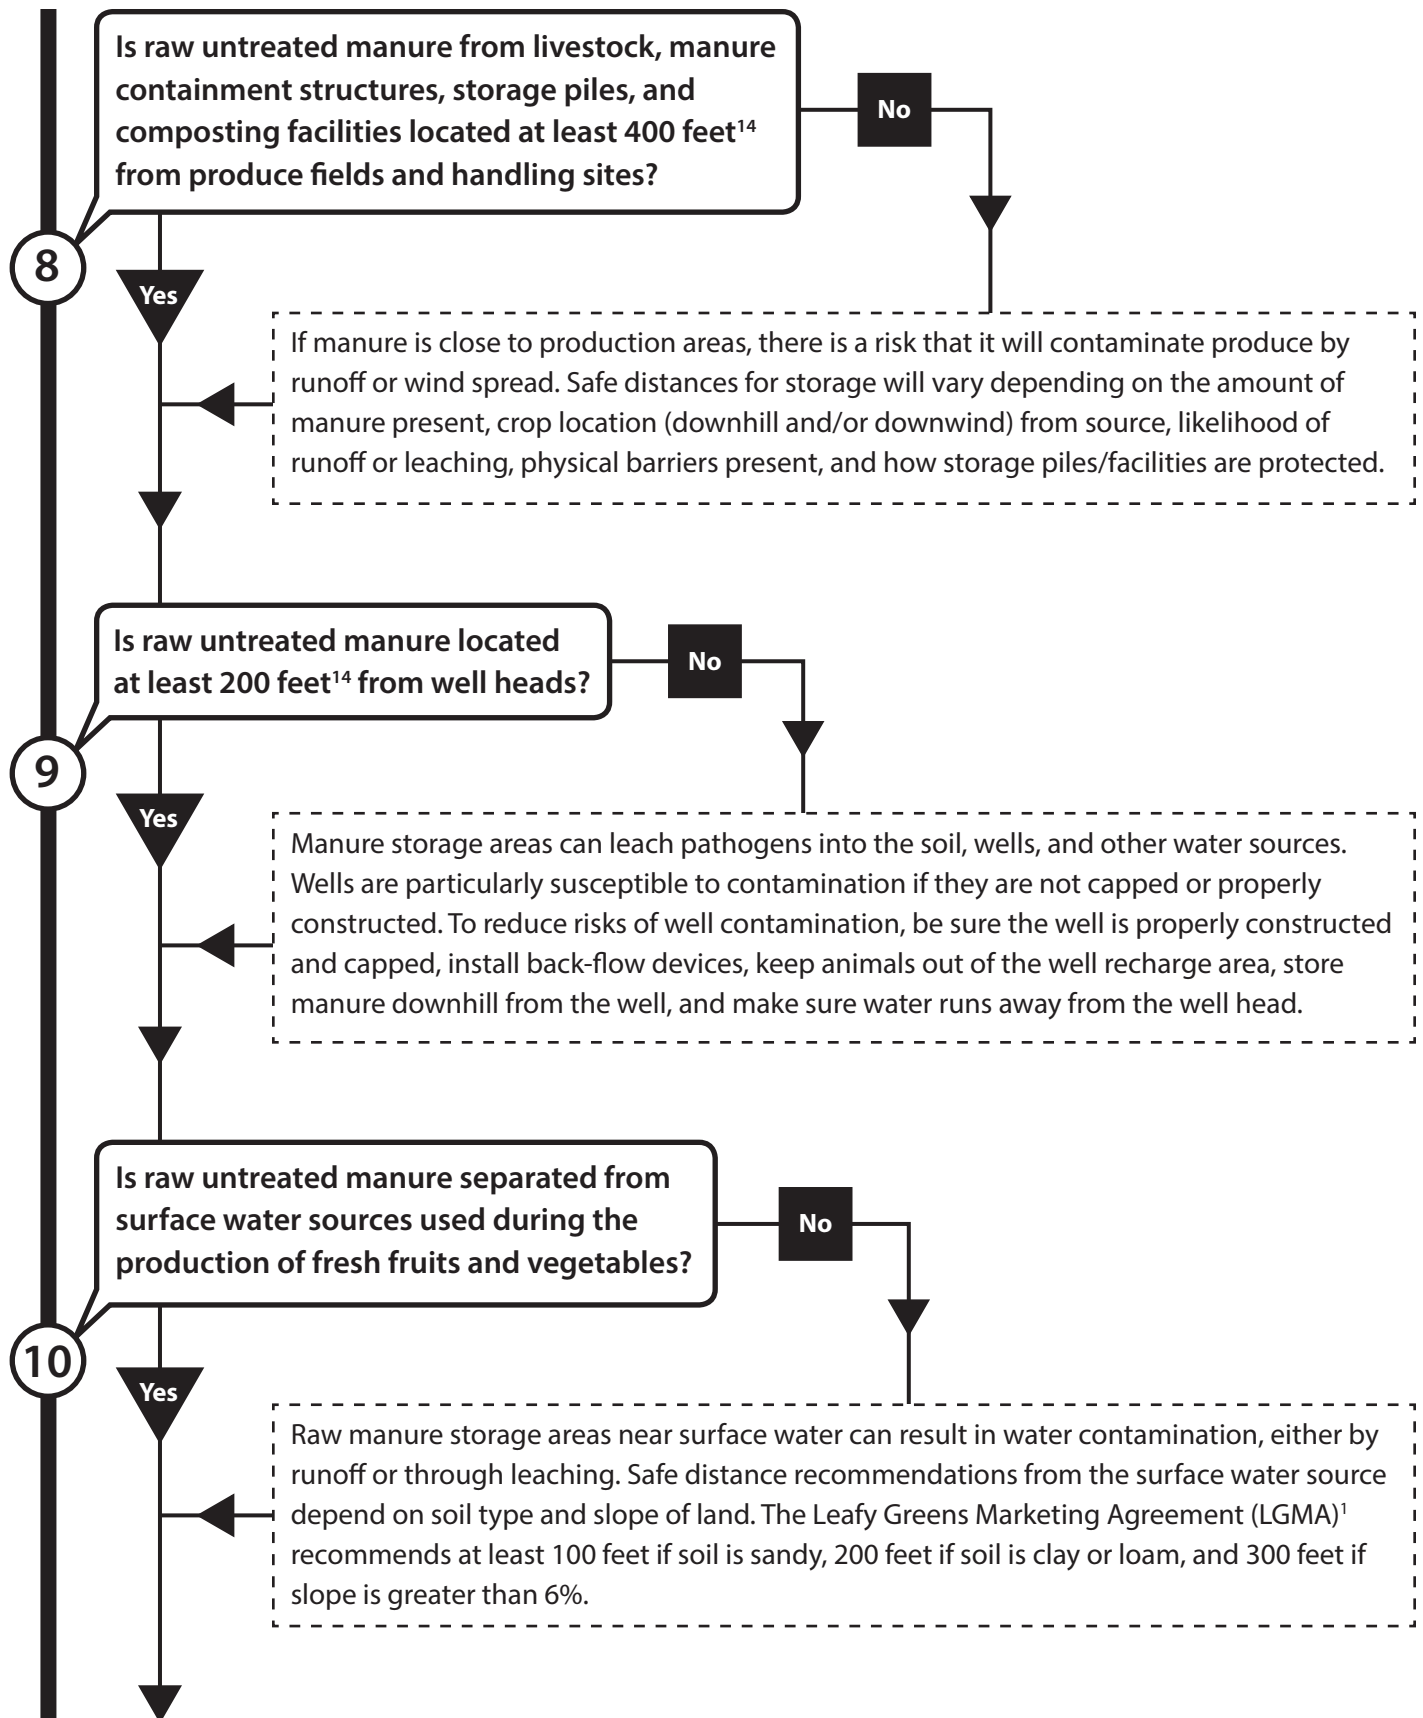 Is raw untreated manure from livestock, manure
containment structures, storage piles, and
composting facilities located at least 400 feet¹⁴
from produce fields and handling sites?
No
8
Yes
If manure is close to production areas, there is a risk that it will contaminate produce by
runoff or wind spread. Safe distances for storage will vary depending on the amount of
manure present, crop location (downhill and/or downwind) from source, likelihood of
runoff or leaching, physical barriers present, and how storage piles/facilities are protected.
Is raw untreated manure located
at least 200 feet¹⁴ from well heads?
No
9
Yes
Manure storage areas can leach pathogens into the soil, wells, and other water sources.
Wells are particularly susceptible to contamination if they are not capped or properly
constructed. To reduce risks of well contamination, be sure the well is properly constructed
and capped, install back-flow devices, keep animals out of the well recharge area, store
manure downhill from the well, and make sure water runs away from the well head.
Is raw untreated manure separated from
surface water sources used during the
production of fresh fruits and vegetables?
No
10
Yes
Raw manure storage areas near surface water can result in water contamination, either by
runoff or through leaching. Safe distance recommendations from the surface water source
depend on soil type and slope of land. The Leafy Greens Marketing Agreement (LGMA)¹
recommends at least 100 feet if soil is sandy, 200 feet if soil is clay or loam, and 300 feet if
slope is greater than 6%.